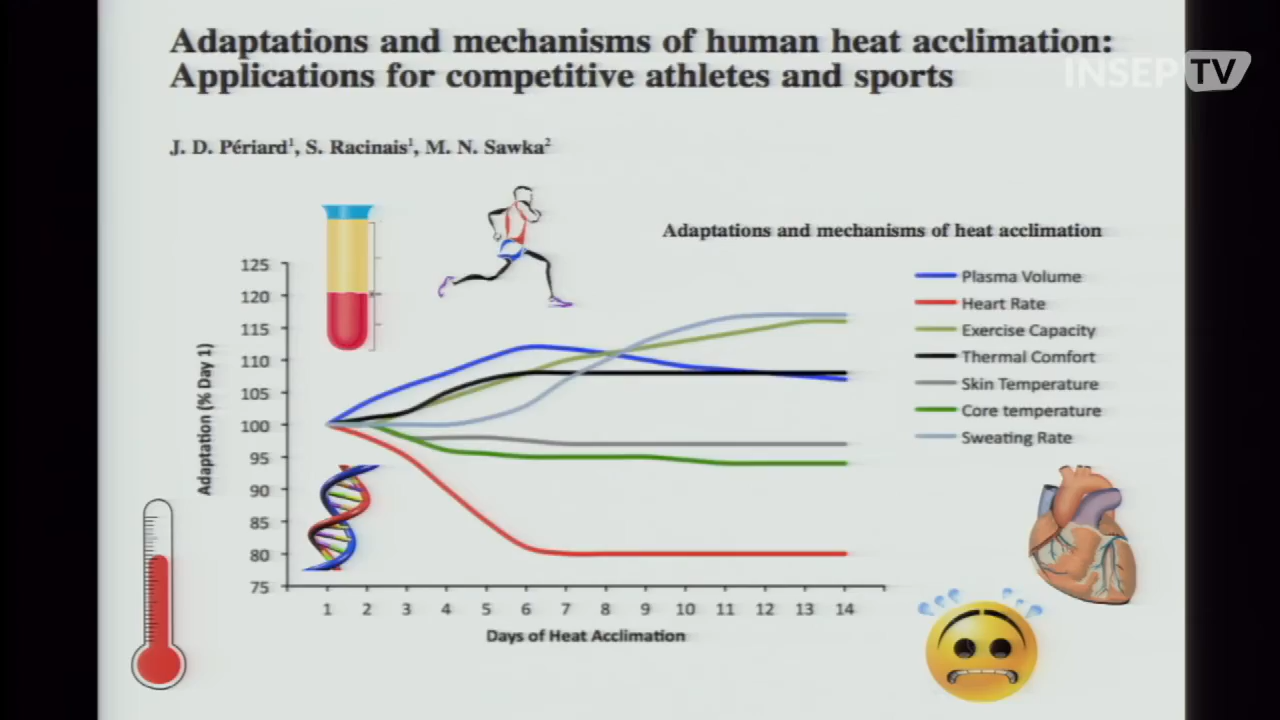 Adaptations and mechanisms of human heat acclimation:
Applications for competitive athletes and sports
INSEP TV
J. D. Périard¹, S. Racinais¹, M. N. Sawka²
Adaptations and mechanisms of heat acclimation
Adaptation (% Day 1)
125
120
115
110
105
100
95
90
85
80
75
1 2 3 4 5 6 7 8 9 10 11 12 13 14
Days of Heat Acclimation
Plasma Volume
Heart Rate
Exercise Capacity
Thermal Comfort
Skin Temperature
Core temperature
Sweating Rate